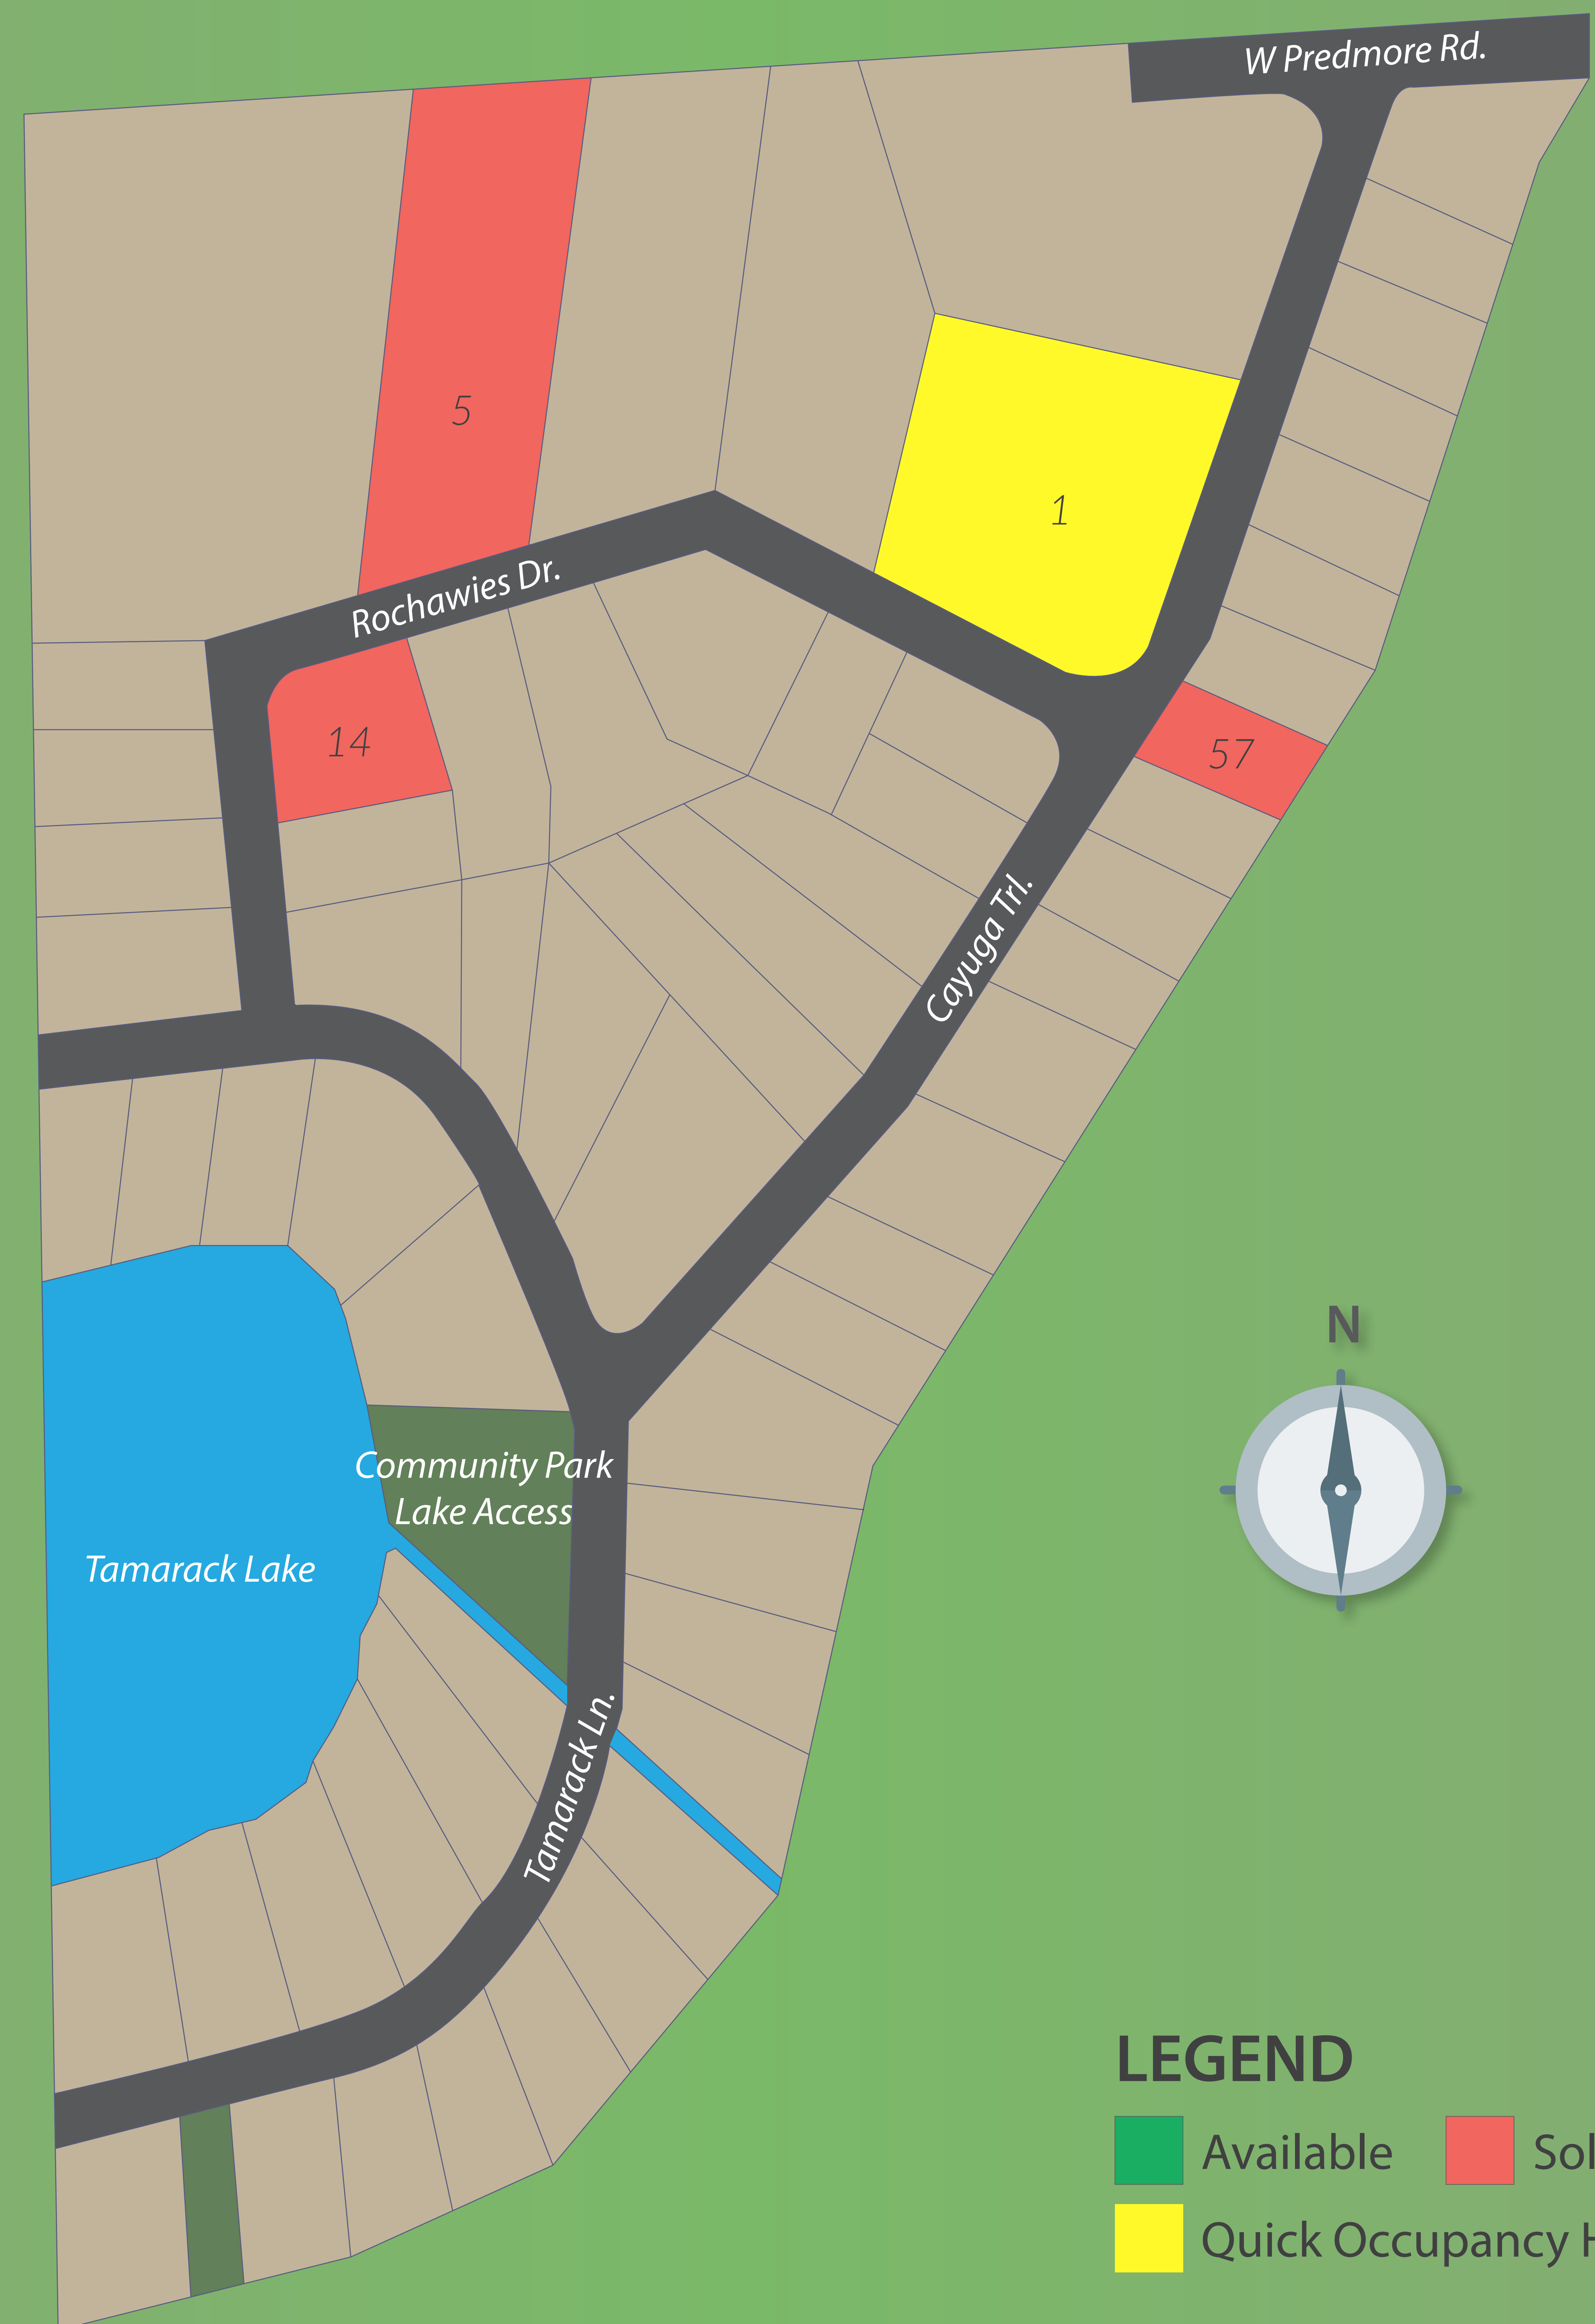 W Predmore Rd.
5
1
Rochawies Dr.
14
57
Cayuga Trl.
N
Community Park
Lake Access
Tamarack Lake
Tamarack Ln.
LEGEND
Available
Quick Occupancy